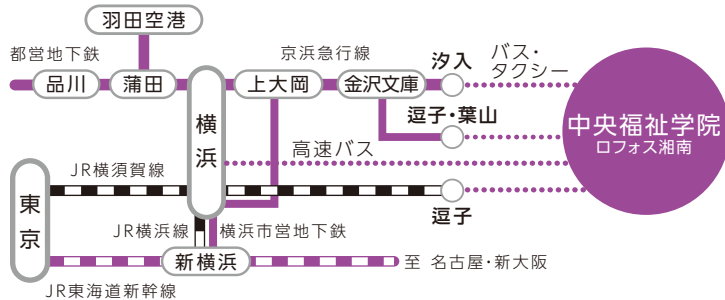 羽田空港
都営地下鉄
京浜急行線
汐入
バス・
タクシー
品川
蒲田
横浜
上大岡
金沢文庫
逗子・葉山
中央福祉学院
ロフォス湘南
高速バス
JR横須賀線
東京
逗子
JR横浜線
横浜市営地下鉄
新横浜
至 名古屋・新大阪
JR東海道新幹線